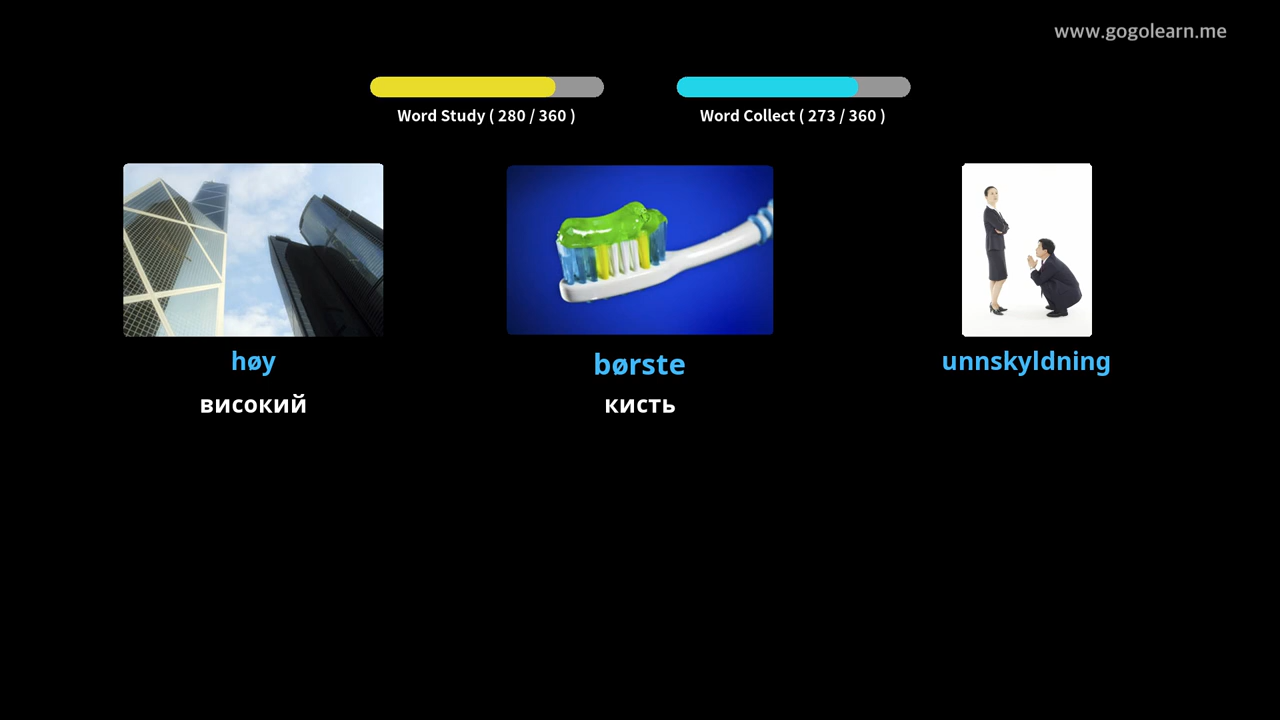 www.gogolearn.me
Word Study ( 280 / 360 )
Word Collect ( 273 / 360 )
høy
børste
unnskyldning
високий
кисть